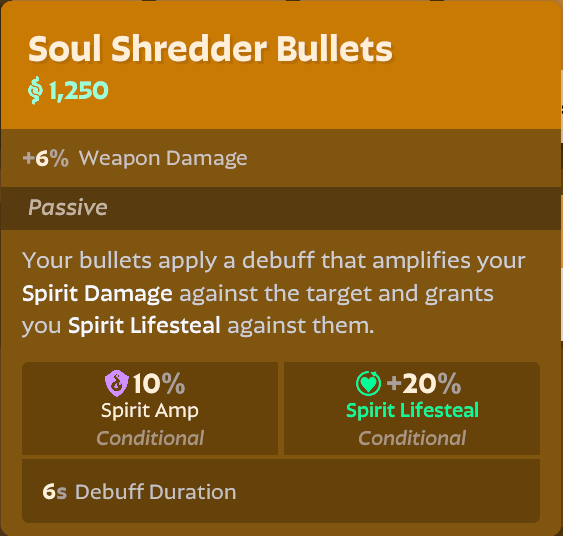 Soul Shredder Bullets
1,250
+6% Weapon Damage
Passive
Your bullets apply a debuff that amplifies your
Spirit Damage against the target and grants
you Spirit Lifesteal against them.
10%
Spirit Amp
Conditional
+20%
Spirit Lifesteal
Conditional
6s Debuff Duration